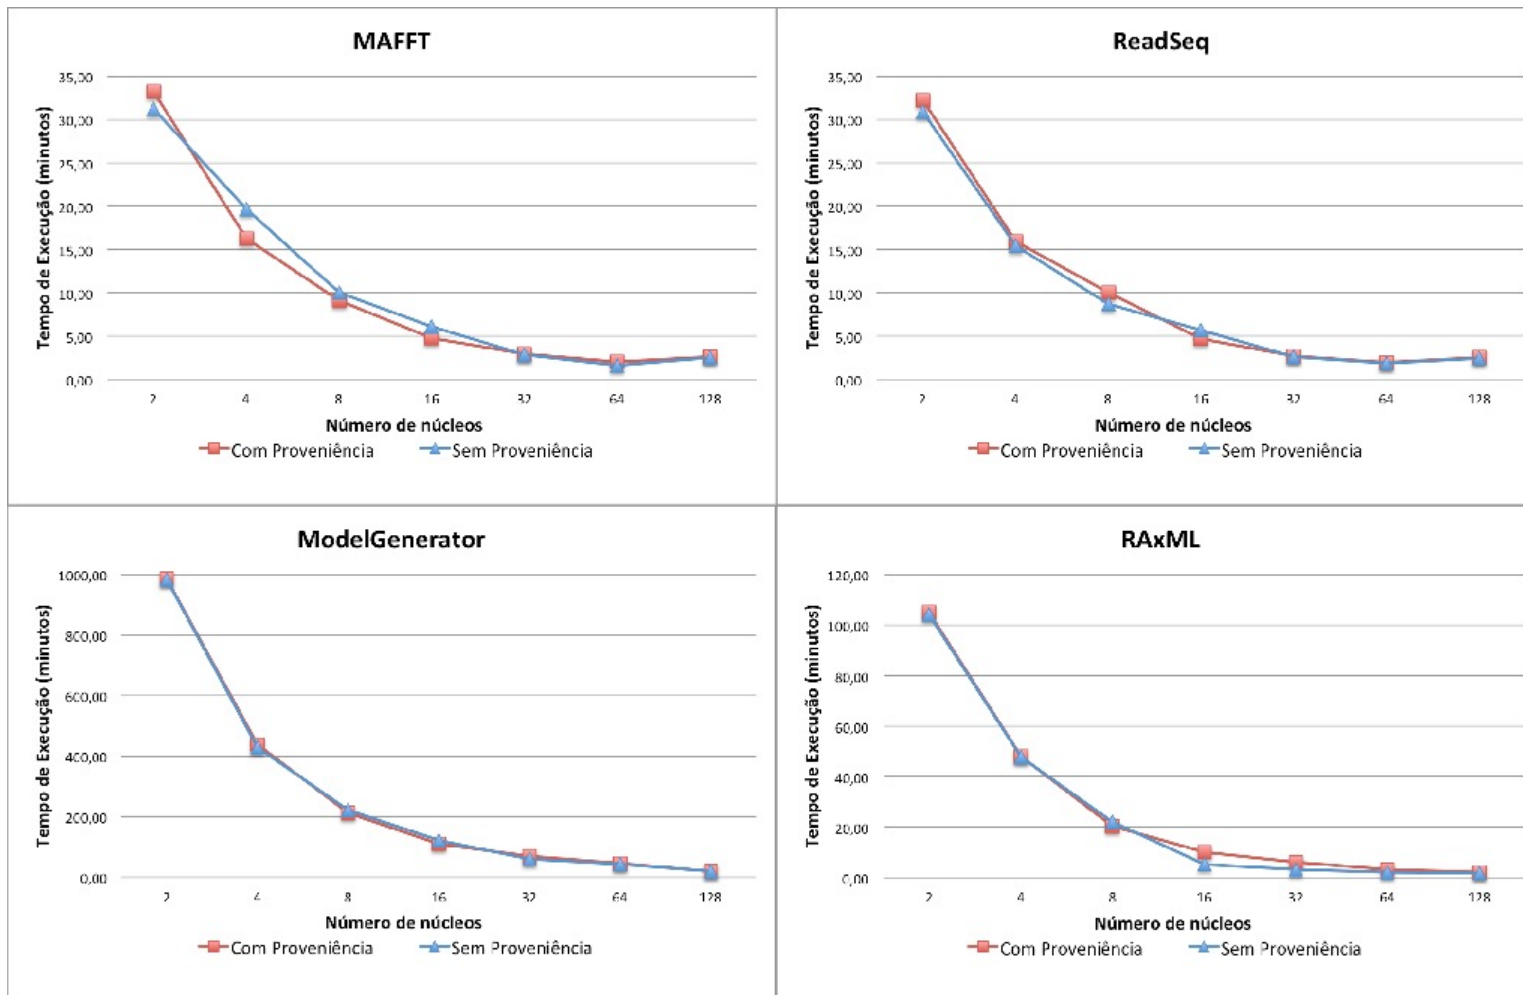 MAFFT
Tempo de Execução (minutos)
35,00
30,00
25,00
20,00
15,00
10,00
5,00
0,00
2 4 8 16 32 64 128
Número de núcleos
Com Proveniência Sem Proveniência
ReadSeq
Tempo de Execução (minutos)
35,00
30,00
25,00
20,00
15,00
10,00
5,00
0,00
2 4 8 16 32 64 128
Número de núcleos
Com Proveniência Sem Proveniência
ModelGenerator
Tempo de Execução (minutos)
1000,00
800,00
600,00
400,00
200,00
0,00
2 4 8 16 32 64 128
Número de núcleos
Com Proveniência Sem Proveniência
RAxML
Tempo de Execução (minutos)
120,00
100,00
80,00
60,00
40,00
20,00
0,00
2 4 8 16 32 64 128
Número de núcleos
Com Proveniência Sem Proveniência